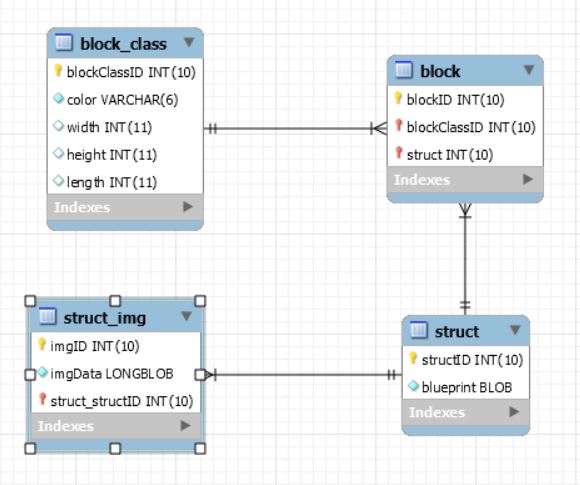 block_class
blockClassID INT(10)
color VARCHAR(6)
width INT(11)
height INT(11)
length INT(11)
Indexes
block
blockID INT(10)
blockClassID INT(10)
struct INT(10)
Indexes
struct_img
imgID INT(10)
imgData LONGBLOB
struct_structID INT(10)
Indexes
struct
structID INT(10)
blueprint BLOB
Indexes